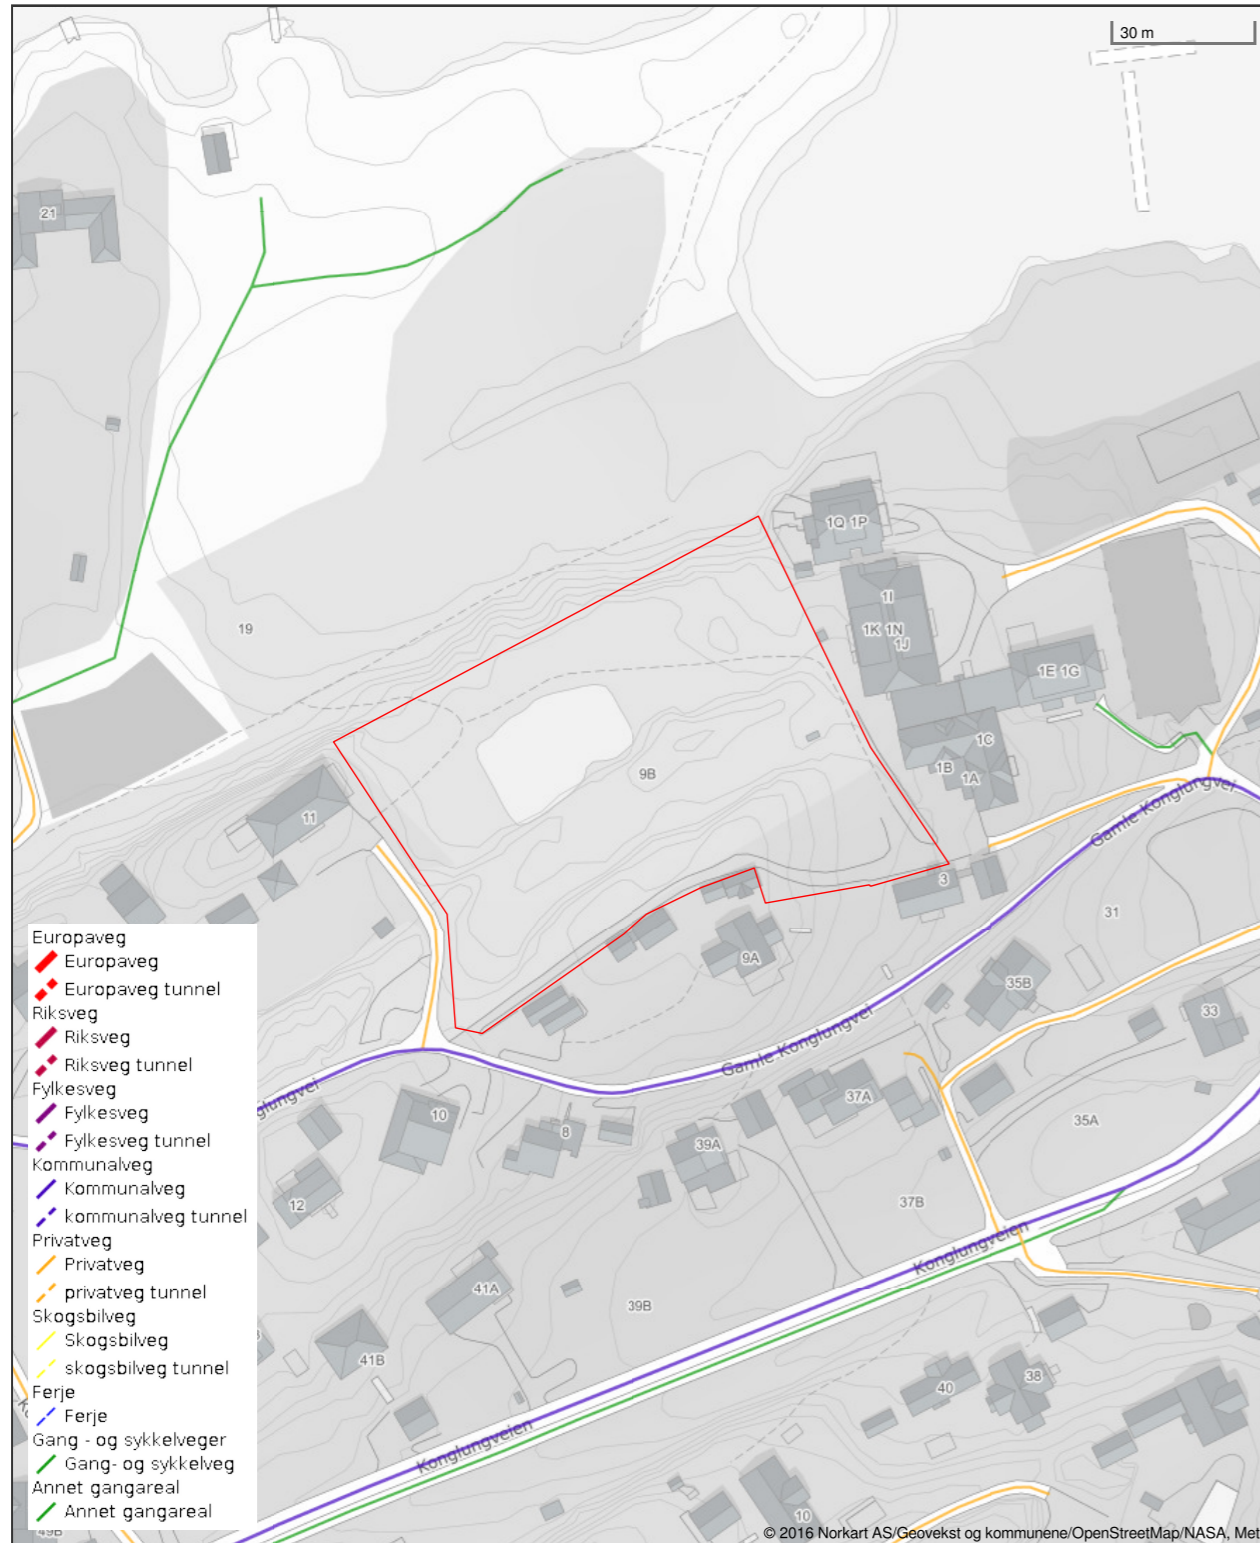 30 m
21
1Q 1P
1I
19
1K 1N
1J
1E 1G
1C
9B
1B
1A
Gamle Konglungvei
11
3
31
9A
35B
33
Gamle Konglungvei
37A
10
8
39A
35A
12
37B
Konglungveien
41A
39B
41B
40
38
Konglungveien
10
49B
Europaveg
Europaveg
Europaveg tunnel
Riksveg
Riksveg
Riksveg tunnel
Fylkesveg
Fylkesveg
Fylkesveg tunnel
Kommunalveg
Kommunalveg
kommunalveg tunnel
Privatveg
Privatveg
privatveg tunnel
Skogsbilveg
Skogsbilveg
skogsbilveg tunnel
Ferje
Ferje
Gang - og sykkelveger
Gang- og sykkelveg
Annet gangareal
Annet gangareal
© 2016 Norkart AS/Geovekst og kommunene/OpenStreetMap/NASA, Met